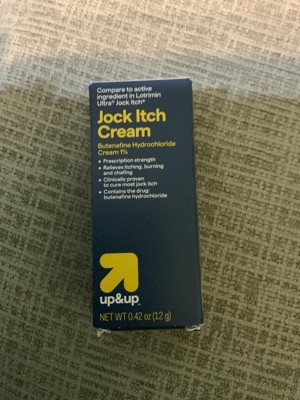 Compare to active
ingredient in Lotrimin
Ultra® Jock Itch*
Jock Itch
Cream
Butenafine Hydrochloride
Cream 1%
• Prescription strength
• Relieves itching, burning
and chafing
• Clinically proven
to cure most jock itch
• Contains the drug
butenafine hydrochloride
up&up™
NET WT 0.42 oz (12 g)